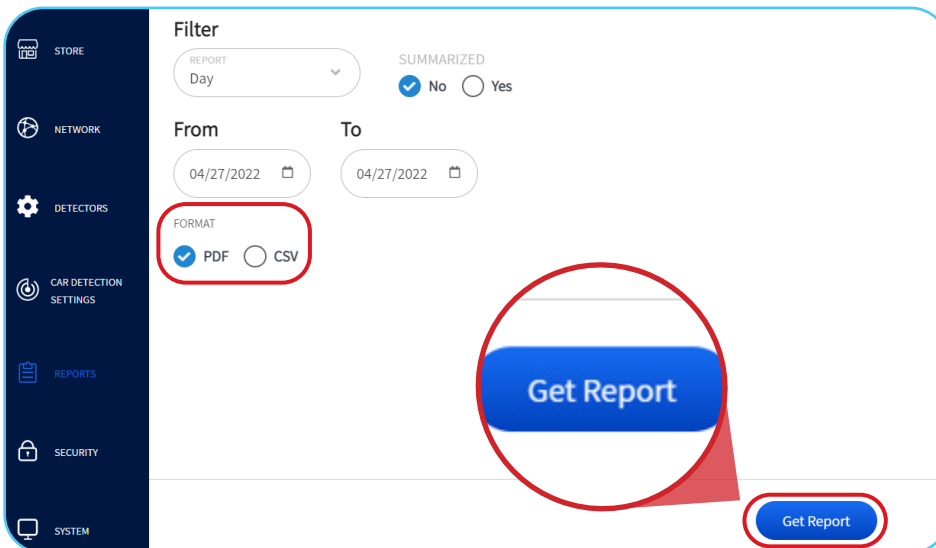 STORE
NETWORK
DETECTORS
CAR DETECTION
SETTINGS
REPORTS
SECURITY
SYSTEM
Filter
REPORT
Day
SUMMARIZED
No Yes
From To
04/27/2022 04/27/2022
FORMAT
PDF CSV
Get Report
Get Report